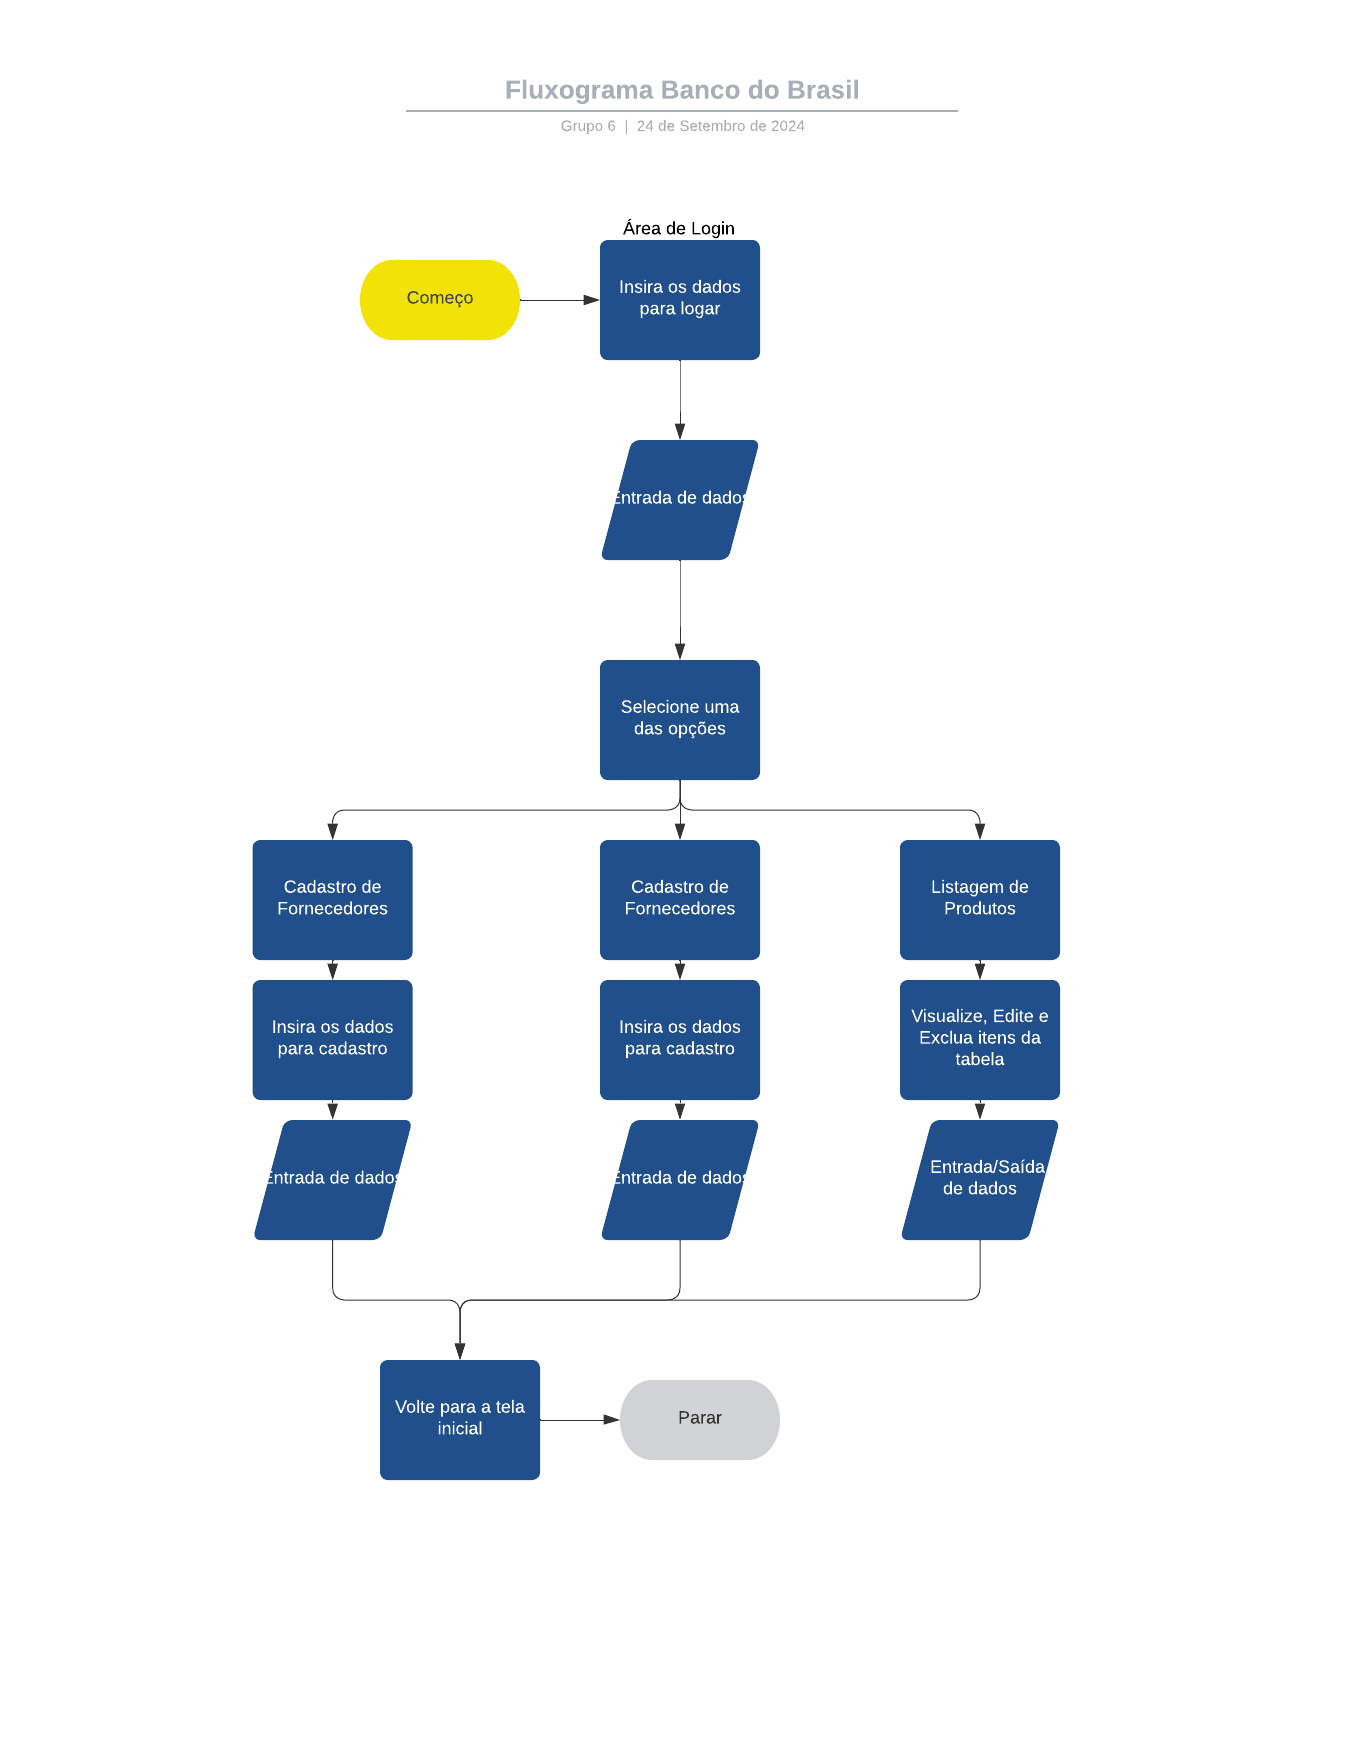 Fluxograma Banco do Brasil
Grupo 6 | 24 de Setembro de 2024
Área de Login
Começo
Insira os dados
para logar
Entrada de dados
Selecione uma
das opções
Cadastro de
Fornecedores
Cadastro de
Fornecedores
Listagem de
Produtos
Insira os dados
para cadastro
Insira os dados
para cadastro
Visualize, Edite e
Exclua itens da
tabela
Entrada de dados
Entrada de dados
Entrada/Saída
de dados
Volte para a tela
inicial
Parar